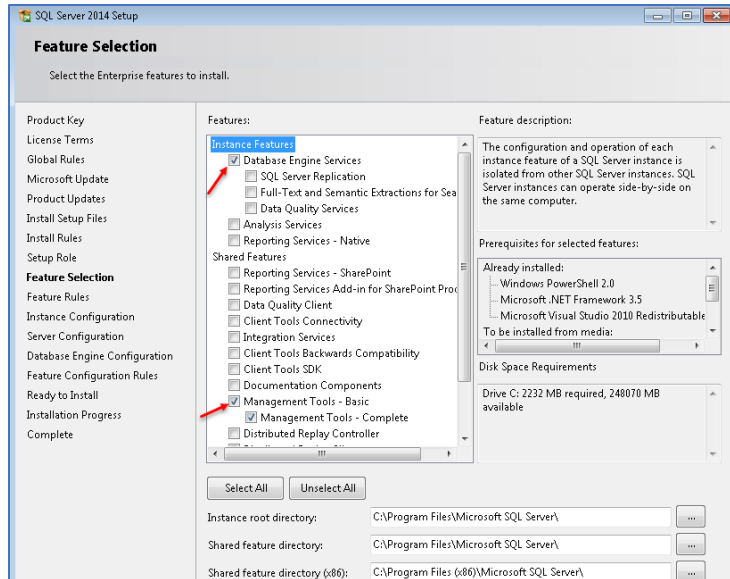 SQL Server 2014 Setup
Feature Selection
Select the Enterprise features to install.
Product Key
License Terms
Global Rules
Microsoft Update
Product Updates
Install Setup Files
Install Rules
Setup Role
Feature Selection
Feature Rules
Instance Configuration
Server Configuration
Database Engine Configuration
Feature Configuration Rules
Ready to Install
Installation Progress
Complete
Features:
Instance Features
Database Engine Services
SQL Server Replication
Full-Text and Semantic Extractions for Sea
Data Quality Services
Analysis Services
Reporting Services - Native
Shared Features
Reporting Services - SharePoint
Reporting Services Add-in for SharePoint Proc
Data Quality Client
Client Tools Connectivity
Integration Services
Client Tools Backwards Compatibility
Client Tools SDK
Documentation Components
Management Tools - Basic
Management Tools - Complete
Distributed Replay Controller
Feature description:
The configuration and operation of each
instance feature of a SQL Server instance is
isolated from other SQL Server instances. SQL
Server instances can operate side-by-side on
the same computer.
Prerequisites for selected features:
Already installed:
Windows PowerShell 2.0
Microsoft .NET Framework 3.5
Microsoft Visual Studio 2010 Redistributable
To be installed from media:
Disk Space Requirements
Drive C: 2232 MB required, 248070 MB
available
Select All
Unselect All
Instance root directory:
C:\Program Files\Microsoft SQL Server\
...
Shared feature directory:
C:\Program Files\Microsoft SQL Server\
...
Shared feature directory (x86):
C:\Program Files (x86)\Microsoft SQL Server\
...